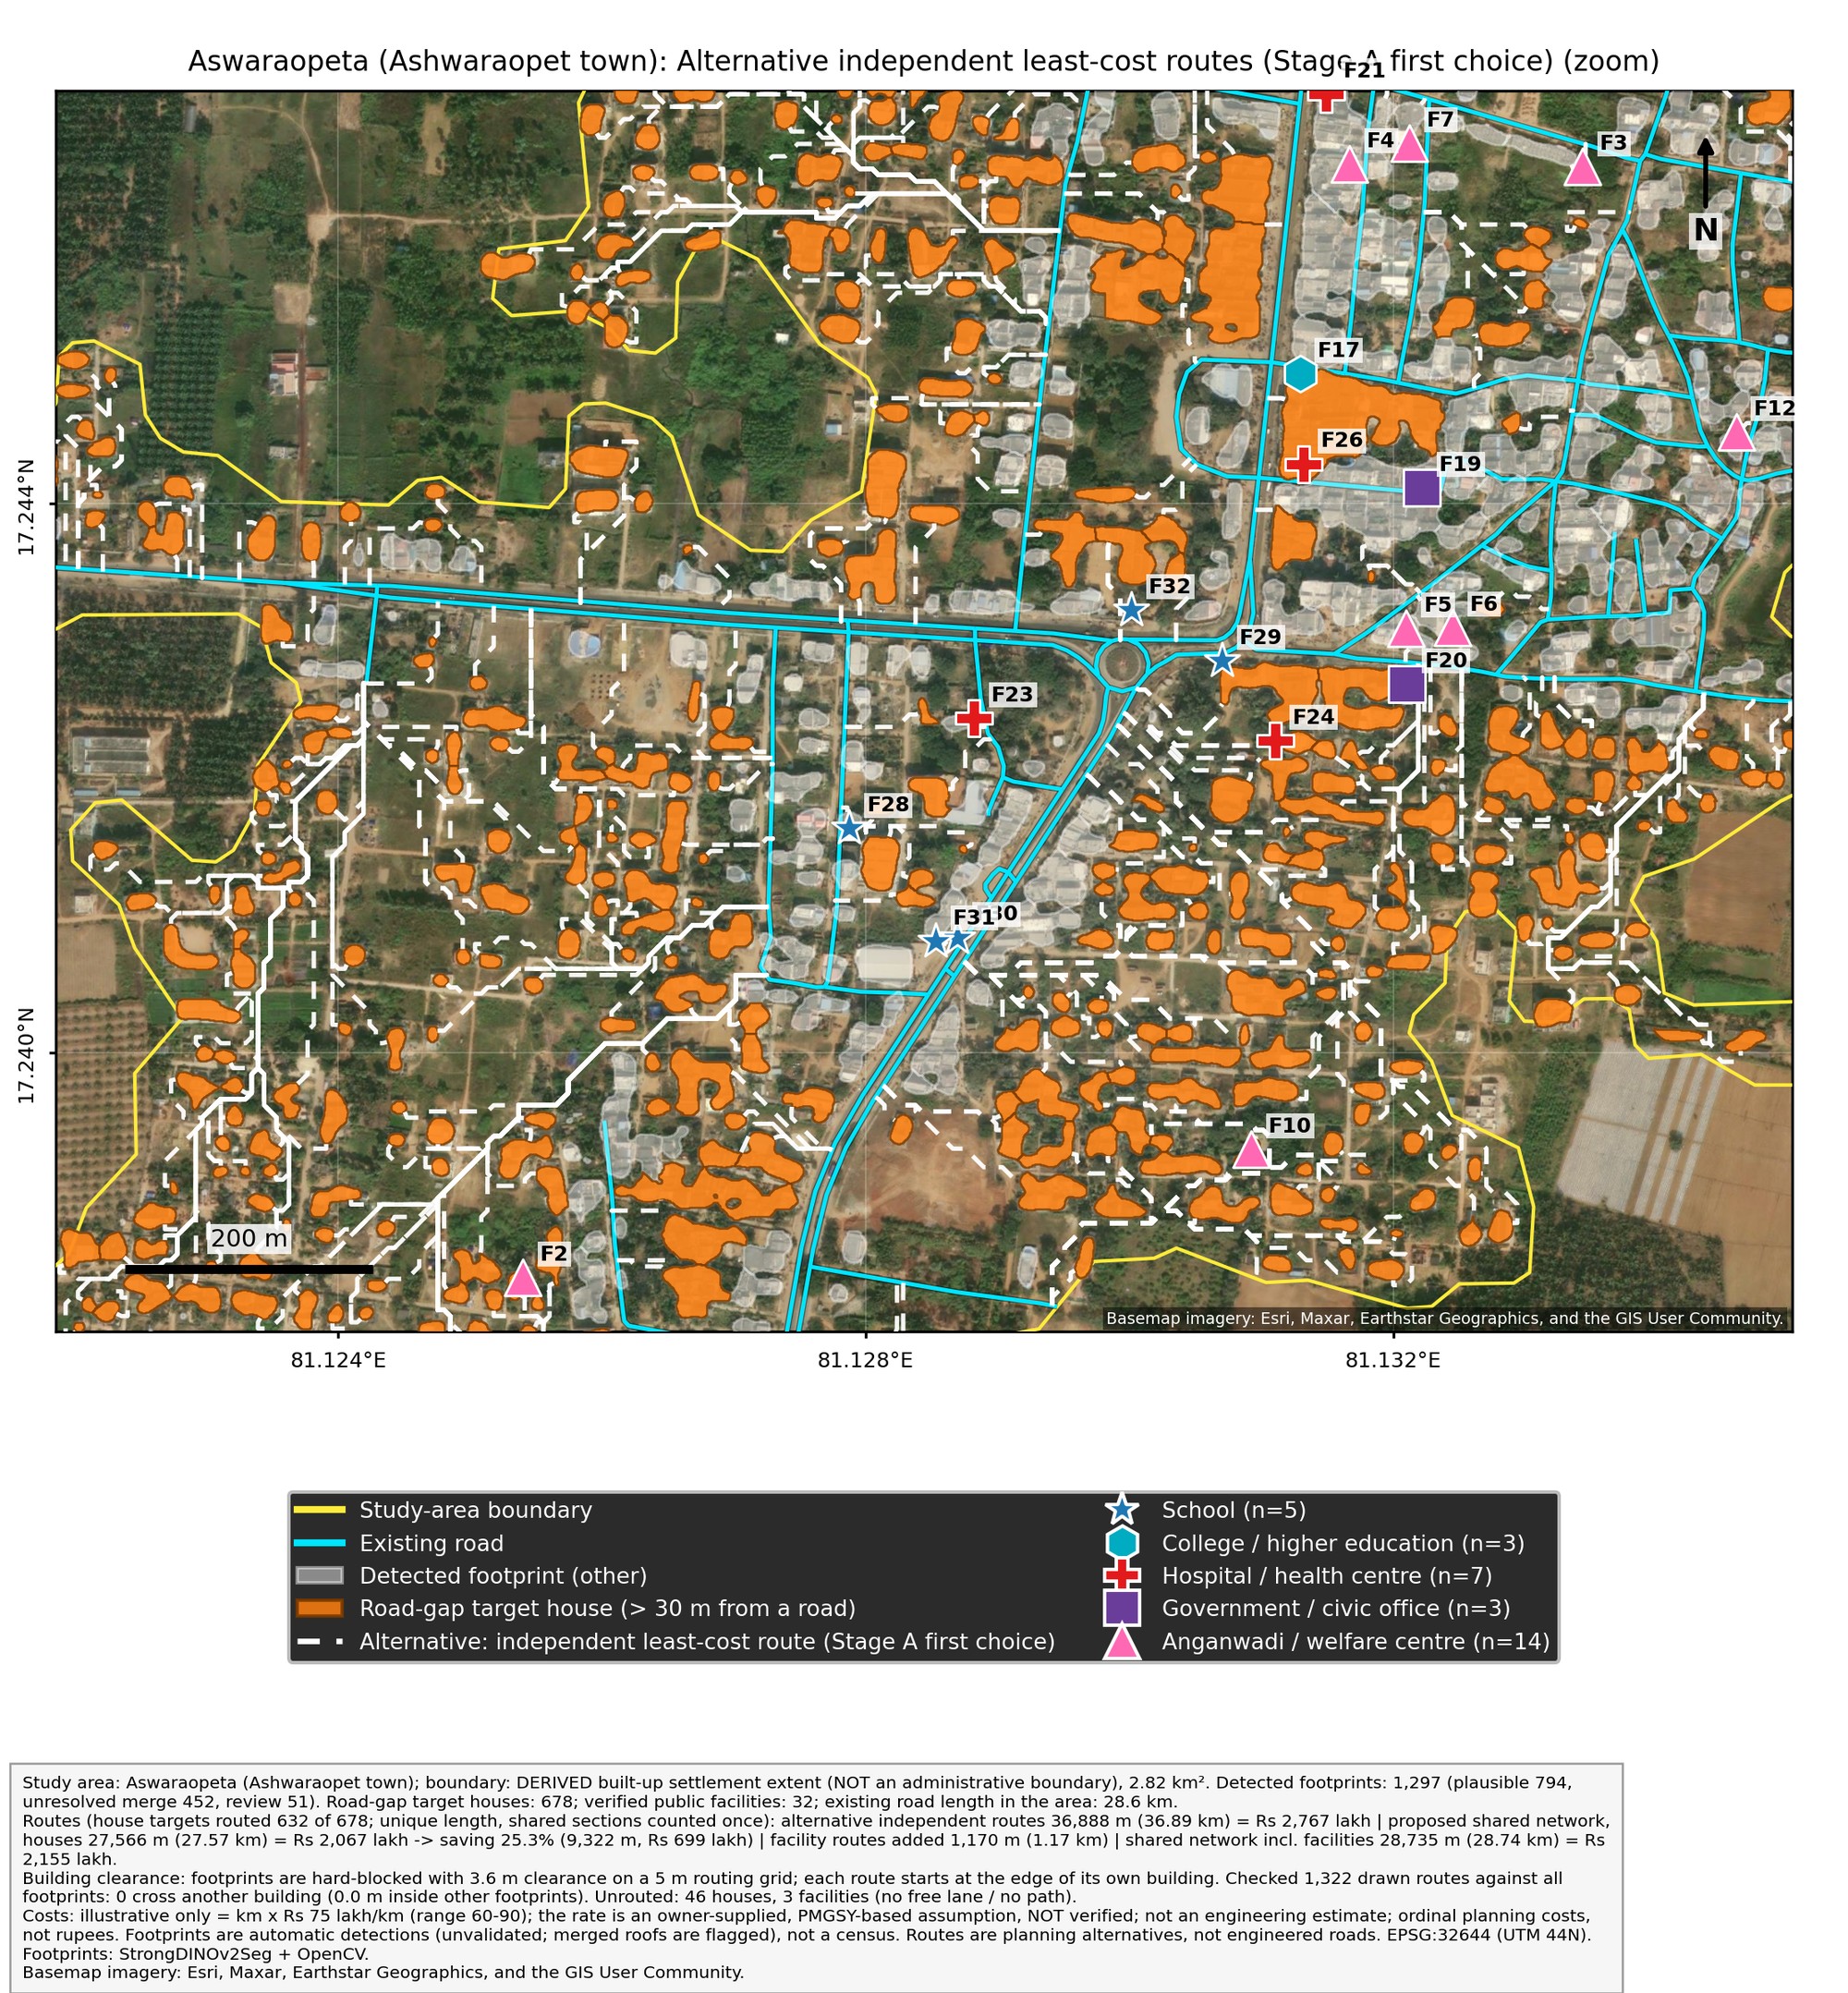 Aswaraopeta (Ashwaraopet town): Alternative independent least-cost routes (Stage A first choice) (zoom)
F21
F7
F4
F3
N
F17
F12
F26
F19
17.244°N
F32
F5
F6
F29
F20
F23
F24
F28
F31
17.240°N
F10
200 m
F2
Basemap imagery: Esri, Maxar, Earthstar Geographics, and the GIS User Community.
81.124°E
81.128°E
81.132°E
Study-area boundary
Existing road
Detected footprint (other)
Road-gap target house (> 30 m from a road)
Alternative: independent least-cost route (Stage A first choice)
School (n=5)
College / higher education (n=3)
Hospital / health centre (n=7)
Government / civic office (n=3)
Anganwadi / welfare centre (n=14)
Study area: Aswaraopeta (Ashwaraopet town); boundary: DERIVED built-up settlement extent (NOT an administrative boundary), 2.82 km². Detected footprints: 1,297 (plausible 794,
unresolved merge 452, review 51). Road-gap target houses: 678; verified public facilities: 32; existing road length in the area: 28.6 km.
Routes (house targets routed 632 of 678; unique length, shared sections counted once): alternative independent routes 36,888 m (36.89 km) = Rs 2,767 lakh | proposed shared network,
houses 27,566 m (27.57 km) = Rs 2,067 lakh -> saving 25.3% (9,322 m, Rs 699 lakh) | facility routes added 1,170 m (1.17 km) | shared network incl. facilities 28,735 m (28.74 km) = Rs
2,155 lakh.
Building clearance: footprints are hard-blocked with 3.6 m clearance on a 5 m routing grid; each route starts at the edge of its own building. Checked 1,322 drawn routes against all
footprints: 0 cross another building (0.0 m inside other footprints). Unrouted: 46 houses, 3 facilities (no free lane / no path).
Costs: illustrative only = km x Rs 75 lakh/km (range 60-90); the rate is an owner-supplied, PMGSY-based assumption, NOT verified; not an engineering estimate; ordinal planning costs,
not rupees. Footprints are automatic detections (unvalidated; merged roofs are flagged), not a census. Routes are planning alternatives, not engineered roads. EPSG:32644 (UTM 44N).
Footprints: StrongDINOv2Seg + OpenCV.
Basemap imagery: Esri, Maxar, Earthstar Geographics, and the GIS User Community.